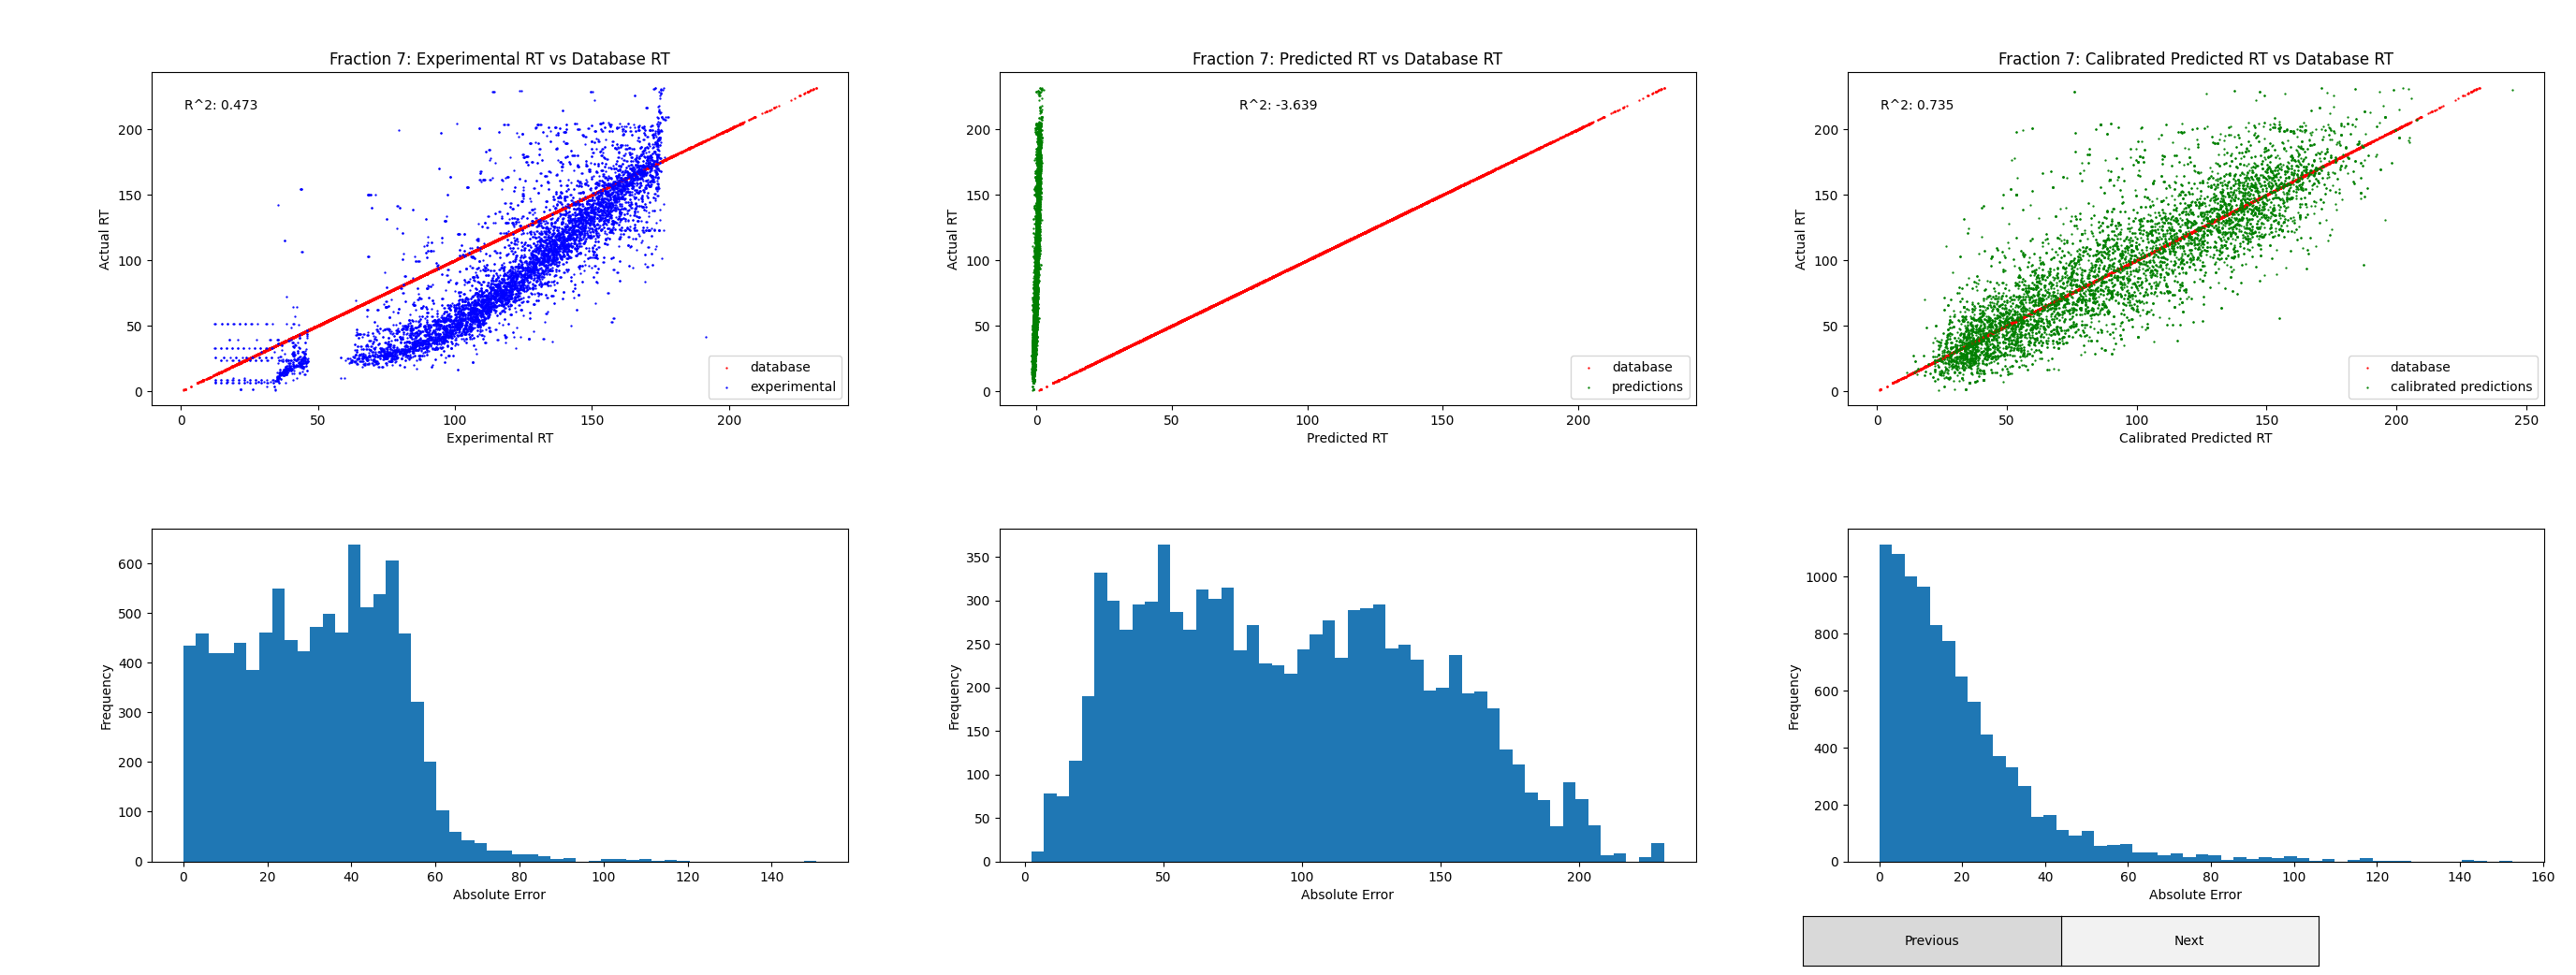 Fraction 7: Experimental RT vs Database RT
R^2: 0.473
200
150
100
50
0
Actual RT
0 50 100 150 200
Experimental RT
database
experimental
Fraction 7: Predicted RT vs Database RT
R^2: -3.639
200
150
100
50
0
Actual RT
0 50 100 150 200
Predicted RT
database
predictions
Fraction 7: Calibrated Predicted RT vs Database RT
R^2: 0.735
200
150
100
50
0
Actual RT
0 50 100 150 200 250
Calibrated Predicted RT
database
calibrated predictions
600
500
400
300
200
100
0
Frequency
0 20 40 60 80 100 120 140
Absolute Error
350
300
250
200
150
100
50
0
Frequency
0 50 100 150 200
Absolute Error
1000
800
600
400
200
0
Frequency
0 20 40 60 80 100 120 140 160
Absolute Error
Previous
Next